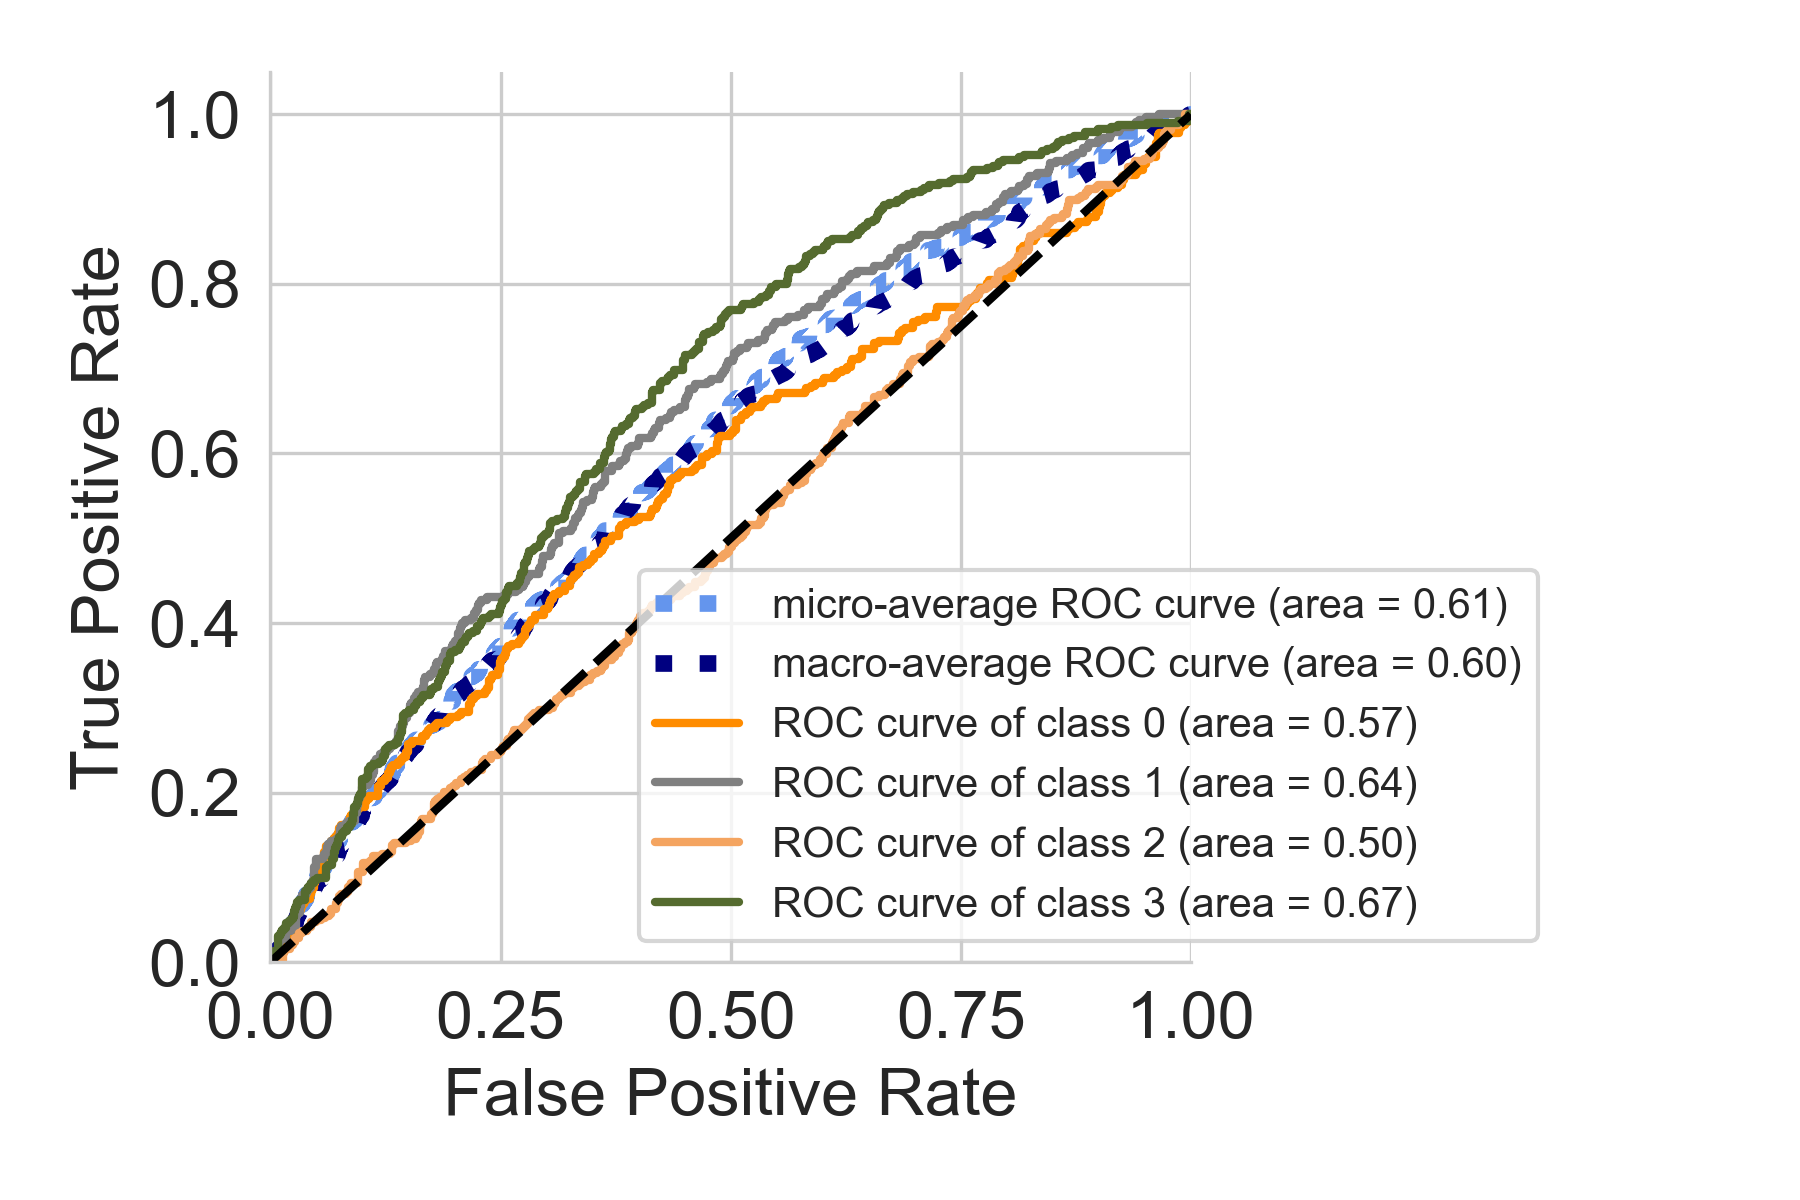 True Positive Rate
1.0
0.8
0.6
0.4
0.2
0.0
0.00 0.25 0.50 0.75 1.00
False Positive Rate
micro-average ROC curve (area = 0.61)
macro-average ROC curve (area = 0.60)
ROC curve of class 0 (area = 0.57)
ROC curve of class 1 (area = 0.64)
ROC curve of class 2 (area = 0.50)
ROC curve of class 3 (area = 0.67)